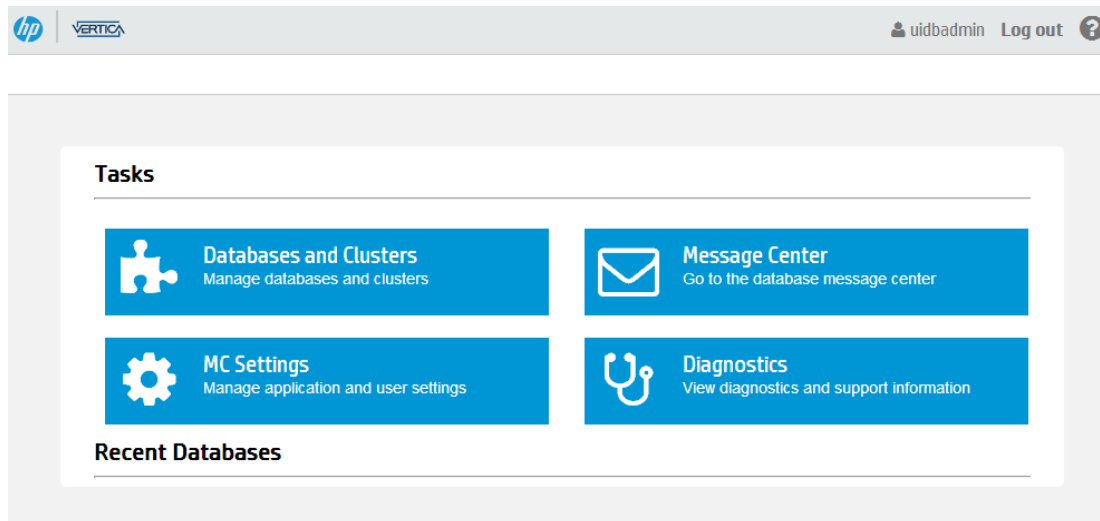 hp VERTICA uidbadmin Log out ?
Tasks
Databases and Clusters
Manage databases and clusters
Message Center
Go to the database message center
MC Settings
Manage application and user settings
Diagnostics
View diagnostics and support information
Recent Databases